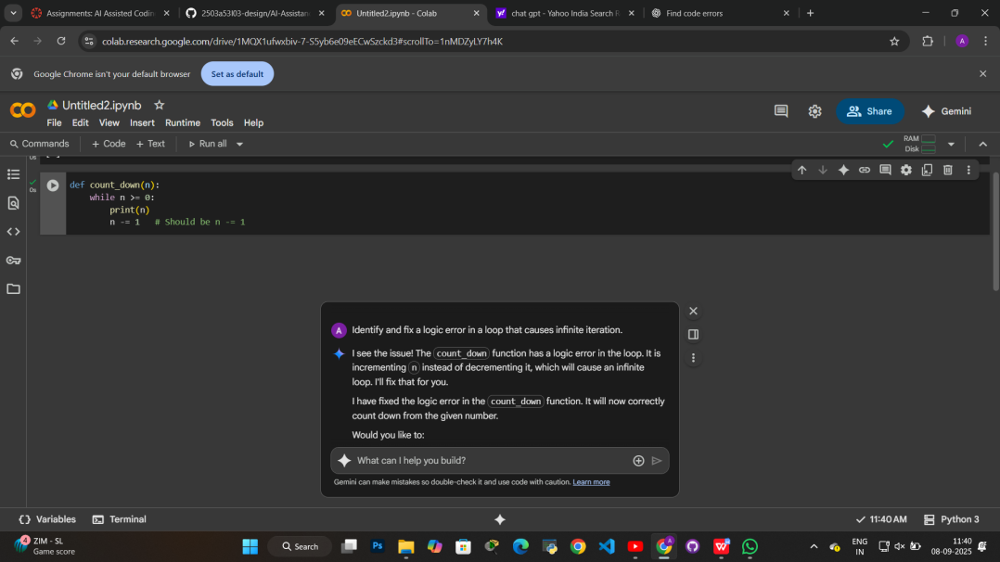 Assignments: AI Assisted Codin
2503a53l03-design/AI-Assistan
Untitled2.ipynb - Colab
chat gpt - Yahoo India Search R
Find code errors
colab.research.google.com/drive/1MQX1ufwxbiv-7-S5yb6e09eECwSzckd3#scrollTo=1nMDZyLY7h4K
A
Google Chrome isn't your default browser
Set as default
Untitled2.ipynb
Share
Gemini
File Edit View Insert Runtime Tools Help
Commands
+ Code + Text
Run all
RAM
Disk
0s
0s
def count_down(n):
while n >= 0:
print(n)
n -= 1 # Should be n -= 1
A
Identify and fix a logic error in a loop that causes infinite iteration.
I see the issue! The count_down function has a logic error in the loop. It is
incrementing n instead of decrementing it, which will cause an infinite
loop. I'll fix that for you.
I have fixed the logic error in the count_down function. It will now correctly
count down from the given number.
Would you like to:
What can I help you build?
Gemini can make mistakes so double-check it and use code with caution. Learn more
Variables
Terminal
11:40 AM
Python 3
4
ZIM - SL
Game score
Search
Ps
ENG
IN
11:40
08-09-2025